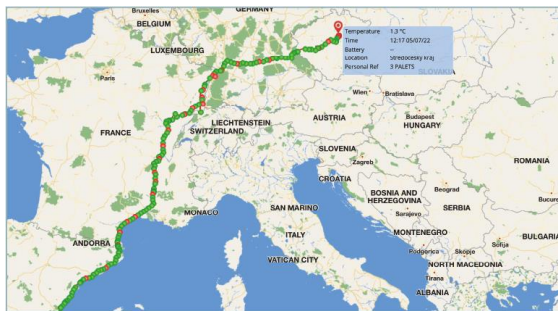 GERMANY
Bruxelles
BELGIUM
LUXEMBOURG
Paris
Temperature 1,3 °C
Time 12:17 05/07/22
Battery --
Location Středočeský kraj
Personal Ref 3 PALETS
SLOVAKIA
Wien
Bratislava
FRANCE
LIECHTENSTEIN
SWITZERLAND
AUSTRIA
Budapest
HUNGARY
SLOVENIA
Zagreb
CROATIA
ROMANIA
BOSNIA AND
HERZEGOVINA
Beograd
SERBIA
Sarajevo
MONACO
SAN MARINO
MONTENEGRO
ITALY
Podgorica
Sofija
BULGARIA
ANDORRA
VATICAN CITY
Skopje
NORTH MACEDONIA
Tirana
ALBANIA